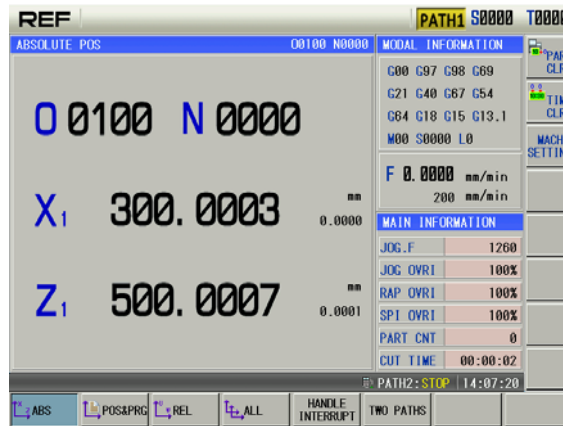 REF PATH1 S0000 T000
ABSOLUTE POS O0100 N0000
O 0100 N 0000
X1 300.0003 mm 0.0000
Z1 500.0007 mm 0.0001
MODAL INFORMATION
G00 G97 G98 G69
G21 G40 G67 G54
G64 G18 G15 G13.1
M00 S0000 L0
F 0.0000 mm/min
200 mm/min
MAIN INFORMATION
JOG.F 1260
JOG OVRI 100%
RAP OVRI 100%
SPI OVRI 100%
PART CNT 0
CUT TIME 00:00:02
PATH2:STOP 14:07:20
PAR
CLR
TIM
CLR
MACH
SETTIN
ABS POS&PRG REL ALL HANDLE INTERRUPT TWO PATHS